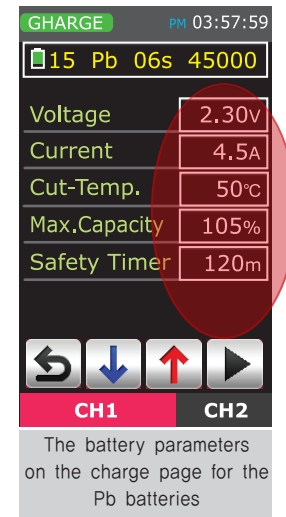 GHARGE PM 03:57:59
15 Pb 06s 45000
Voltage 2.30V
Current 4.5A
Cut-Temp. 50℃
Max.Capacity 105%
Safety Timer 120m
CH1 CH2
The battery parameters
on the charge page for the
Pb batteries